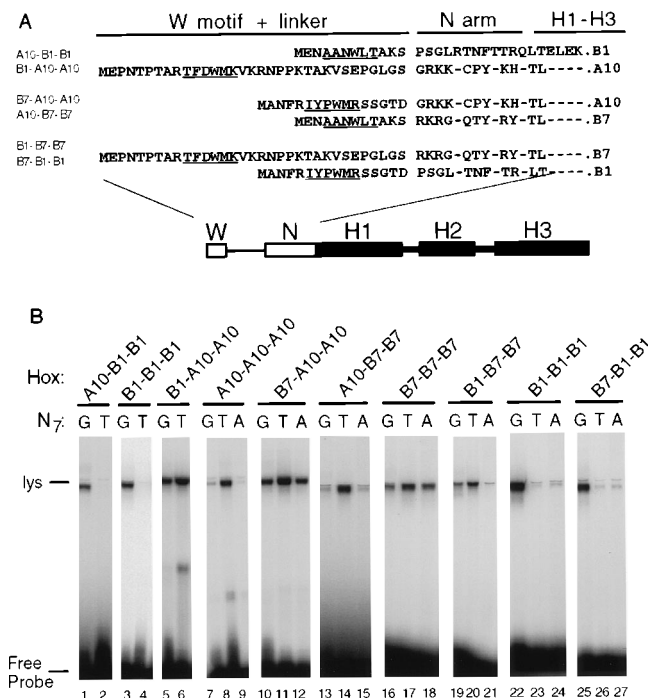 A
W motif + linker N arm H1-H3
A10-B1-B1 MENAANWLTAKS PSGLRTNFTTRQLTELEK.B1
B1-A10-A10 MEPNTPTARTFDWMKVKRNPPKTAKVSEPGLGS GRKK-CPY-KH-TL----.A10
B7-A10-A10 MANFRIYPWMRSSGTD GRKK-CPY-KH-TL----.A10
A10-B7-B7 MENAANWLTAKS RKRG-QTY-RY-TL----.B7
B1-B7-B7 MEPNTPTARTFDWMKVKRNPPKTAKVSEPGLGS RKRG-QTY-RY-TL----.B7
B7-B1-B1 MANFRIYPWMRSSGTD PSGL-TNF-TR-LT----.B1
W N H1 H2 H3
B
Hox: A10-B1-B1 B1-B1-B1 B1-A10-A10 A10-A10-A10 B7-A10-A10 A10-B7-B7 B7-B7-B7 B1-B7-B7 B1-B1-B1 B7-B1-B1
N7: G T G T G T G T A G T A G T A G T A G T A G T A G T A
lys
Free
Probe
1 2 3 4 5 6 7 8 9 10 11 12 13 14 15 16 17 18 19 20 21 22 23 24 25 26 27